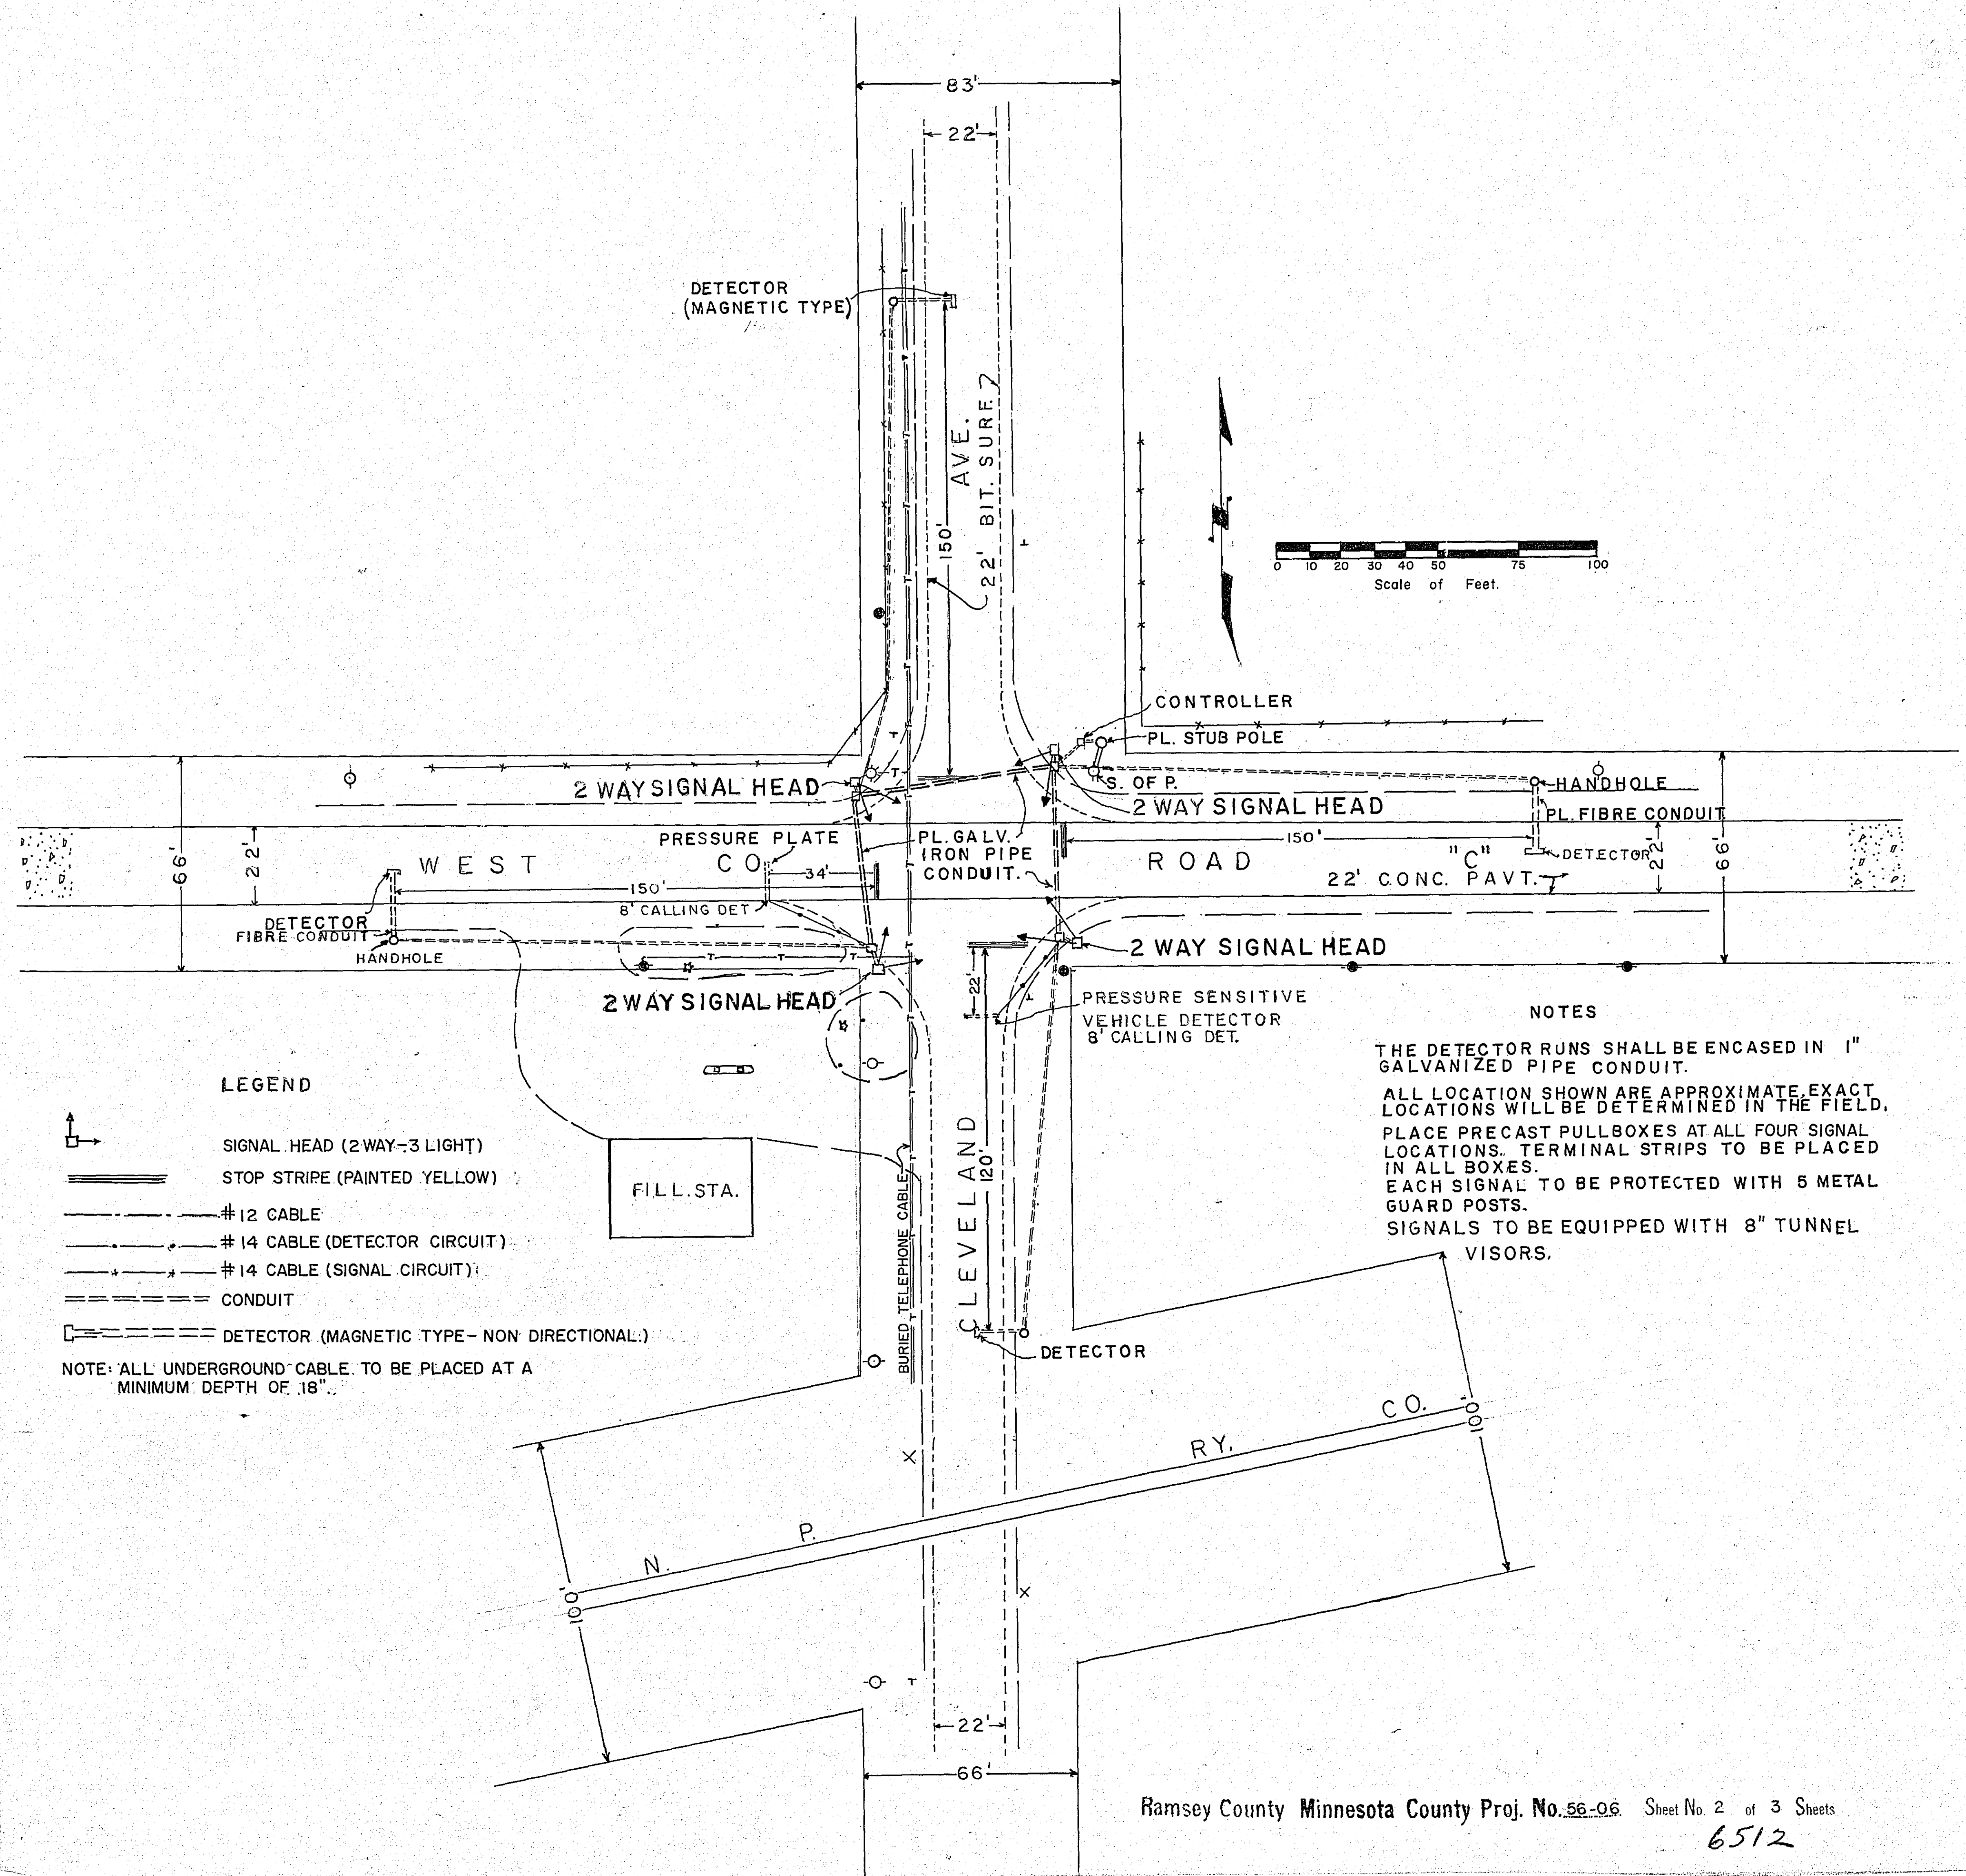 83'
22'
DETECTOR
(MAGNETIC TYPE)
AVE.
22' BIT. SURF.
150'
0 10 20 30 40 50 75 100
Scale of Feet.
CONTROLLER
PL. STUB POLE
S. OF P.
2 WAY SIGNAL HEAD
2 WAY SIGNAL HEAD
HANDHOLE
PL. FIBRE CONDUIT
PRESSURE PLATE
PL. GALV.
IRON PIPE
CONDUIT.
150'
66'
22'
WEST CO. ROAD "C"
34'
DETECTOR
22'
66'
22' CONC. PAVT.
150'
8' CALLING DET
DETECTOR
FIBRE CONDUIT
HANDHOLE
2 WAY SIGNAL HEAD
2 WAY SIGNAL HEAD
22'
PRESSURE SENSITIVE
VEHICLE DETECTOR
8' CALLING DET.
NOTES
THE DETECTOR RUNS SHALL BE ENCASED IN 1"
GALVANIZED PIPE CONDUIT.
ALL LOCATION SHOWN ARE APPROXIMATE, EXACT
LOCATIONS WILL BE DETERMINED IN THE FIELD.
PLACE PRECAST PULLBOXES AT ALL FOUR SIGNAL
LOCATIONS. TERMINAL STRIPS TO BE PLACED
IN ALL BOXES.
EACH SIGNAL TO BE PROTECTED WITH 5 METAL
GUARD POSTS.
SIGNALS TO BE EQUIPPED WITH 8" TUNNEL
VISORS.
LEGEND
SIGNAL HEAD (2 WAY-3 LIGHT)
STOP STRIPE (PAINTED YELLOW)
#12 CABLE
#14 CABLE (DETECTOR CIRCUIT)
#14 CABLE (SIGNAL CIRCUIT)
CONDUIT
DETECTOR (MAGNETIC TYPE- NON DIRECTIONAL.)
NOTE: ALL UNDERGROUND CABLE TO BE PLACED AT A
MINIMUM DEPTH OF 18".
FILL. STA.
BURIED TELEPHONE CABLE
CLEVELAND
120'
DETECTOR
N. P. RY. CO.
100'
100'
22'
66'
Ramsey County Minnesota County Proj. No. 56-06 Sheet No. 2 of 3 Sheets
6512